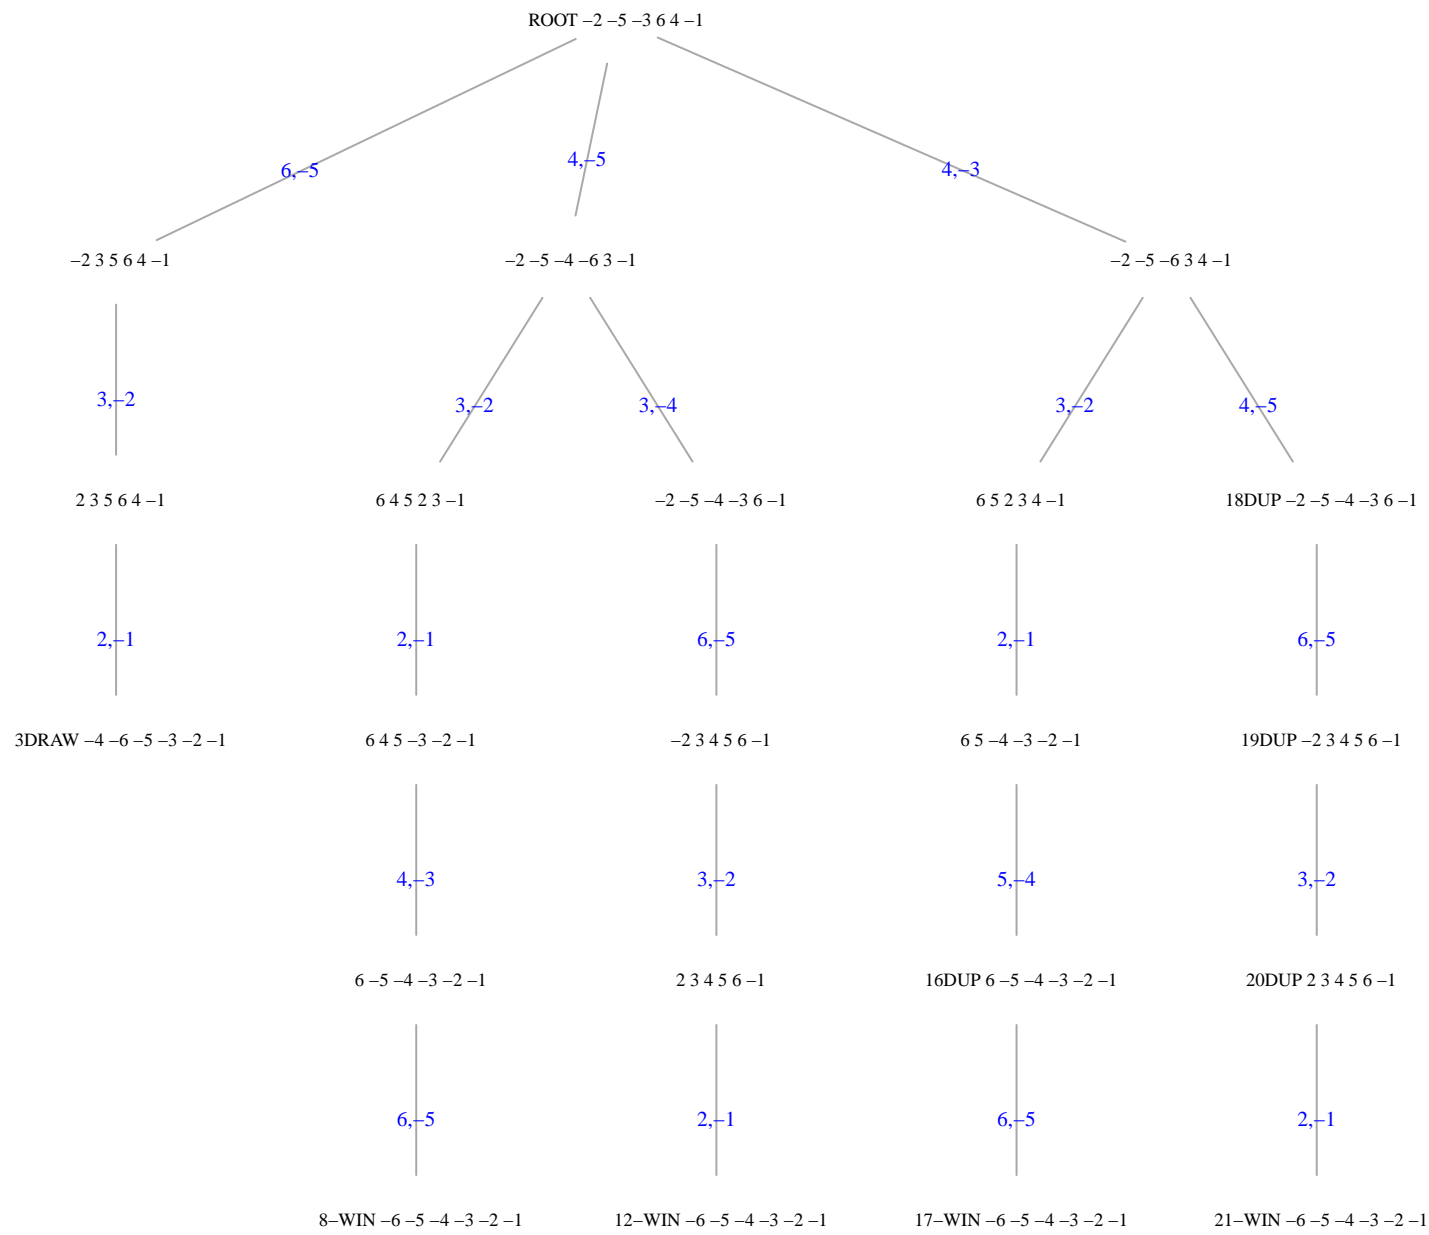 ROOT –2 –5 –3 6 4 –1
6,–5
4,–5
4,–3
–2 3 5 6 4 –1
–2 –5 –4 –6 3 –1
–2 –5 –6 3 4 –1
3,–2
3,–2
3,–4
3,–2
4,–5
2 3 5 6 4 –1
6 4 5 2 3 –1
–2 –5 –4 –3 6 –1
6 5 2 3 4 –1
18DUP –2 –5 –4 –3 6 –1
2,–1
2,–1
6,–5
2,–1
6,–5
3DRAW –4 –6 –5 –3 –2 –1
6 4 5 –3 –2 –1
–2 3 4 5 6 –1
6 5 –4 –3 –2 –1
19DUP –2 3 4 5 6 –1
4,–3
3,–2
5,–4
3,–2
6 –5 –4 –3 –2 –1
2 3 4 5 6 –1
16DUP 6 –5 –4 –3 –2 –1
20DUP 2 3 4 5 6 –1
6,–5
2,–1
6,–5
2,–1
8–WIN –6 –5 –4 –3 –2 –1
12–WIN –6 –5 –4 –3 –2 –1
17–WIN –6 –5 –4 –3 –2 –1
21–WIN –6 –5 –4 –3 –2 –1